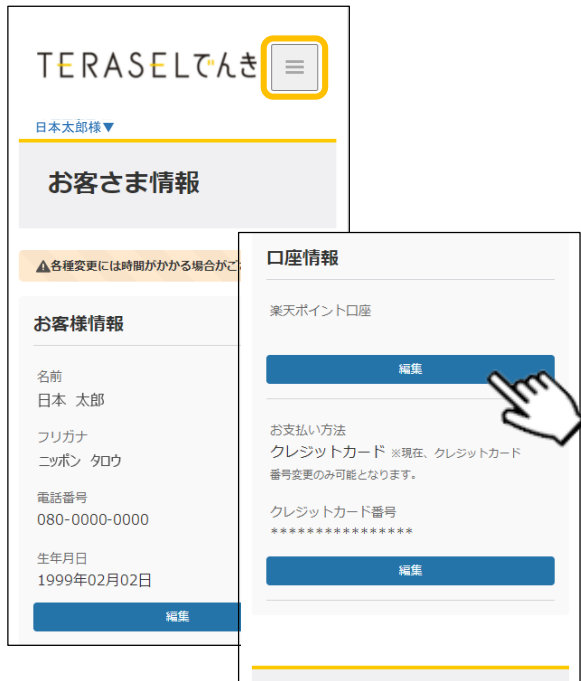 TERASELでんき
日本太郎様▼
お客さま情報
各種変更には時間がかかる場合がご
お客様情報
名前
日本 太郎
フリガナ
ニッポン タロウ
電話番号
080-0000-0000
生年月日
1999年02月02日
編集
口座情報
楽天ポイント口座
編集
お支払い方法
クレジットカード ※現在、クレジットカード
番号変更のみ可能となります。
クレジットカード番号
****************
編集